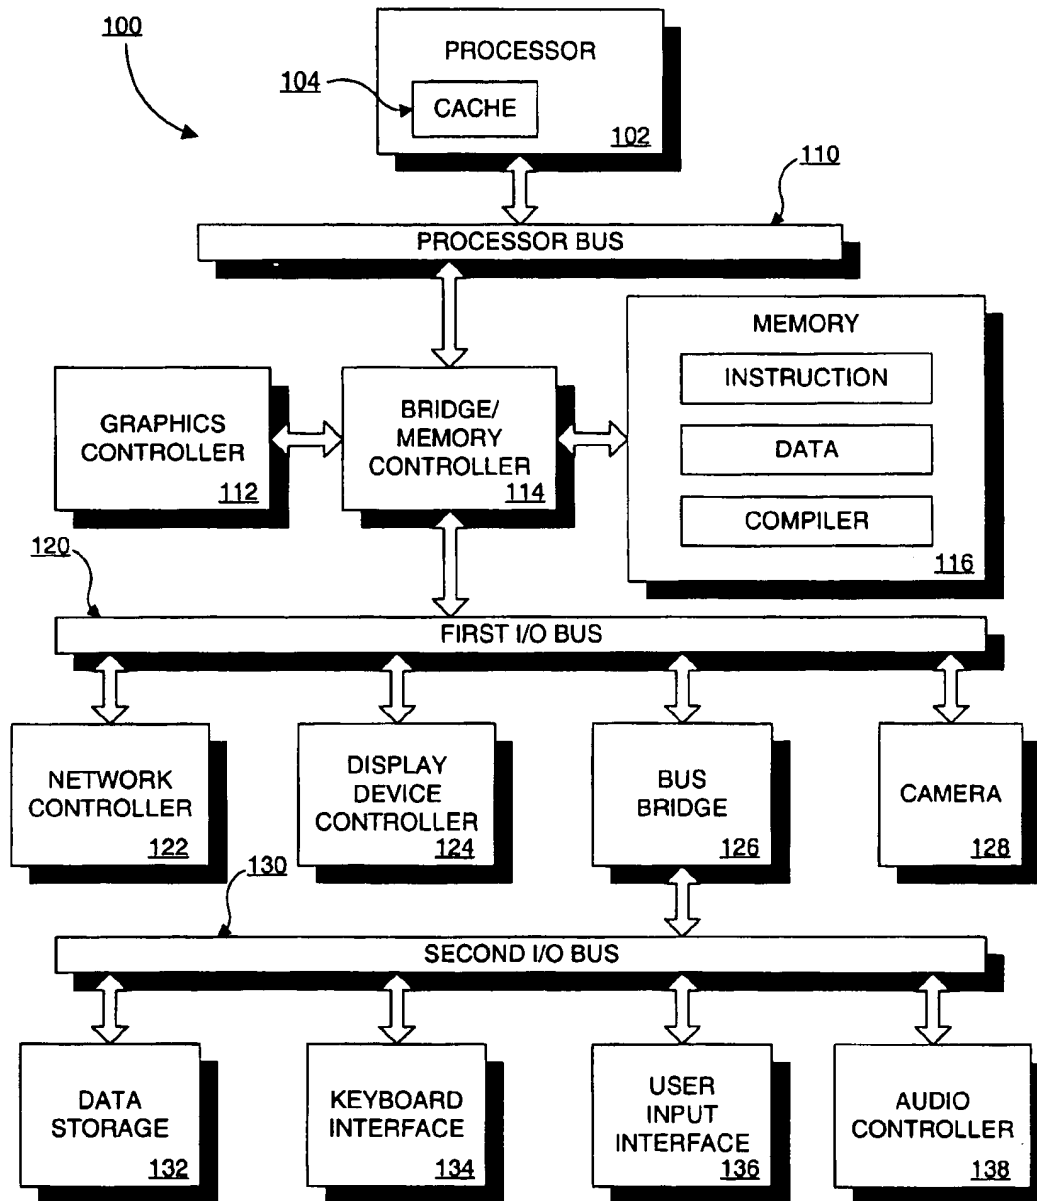 100
PROCESSOR
104
CACHE
102
110
PROCESSOR BUS
MEMORY
INSTRUCTION
DATA
COMPILER
116
GRAPHICS
CONTROLLER
112
BRIDGE/
MEMORY
CONTROLLER
114
120
FIRST I/O BUS
NETWORK
CONTROLLER
122
DISPLAY
DEVICE
CONTROLLER
124
BUS
BRIDGE
126
CAMERA
128
130
SECOND I/O BUS
DATA
STORAGE
132
KEYBOARD
INTERFACE
134
USER
INPUT
INTERFACE
136
AUDIO
CONTROLLER
138